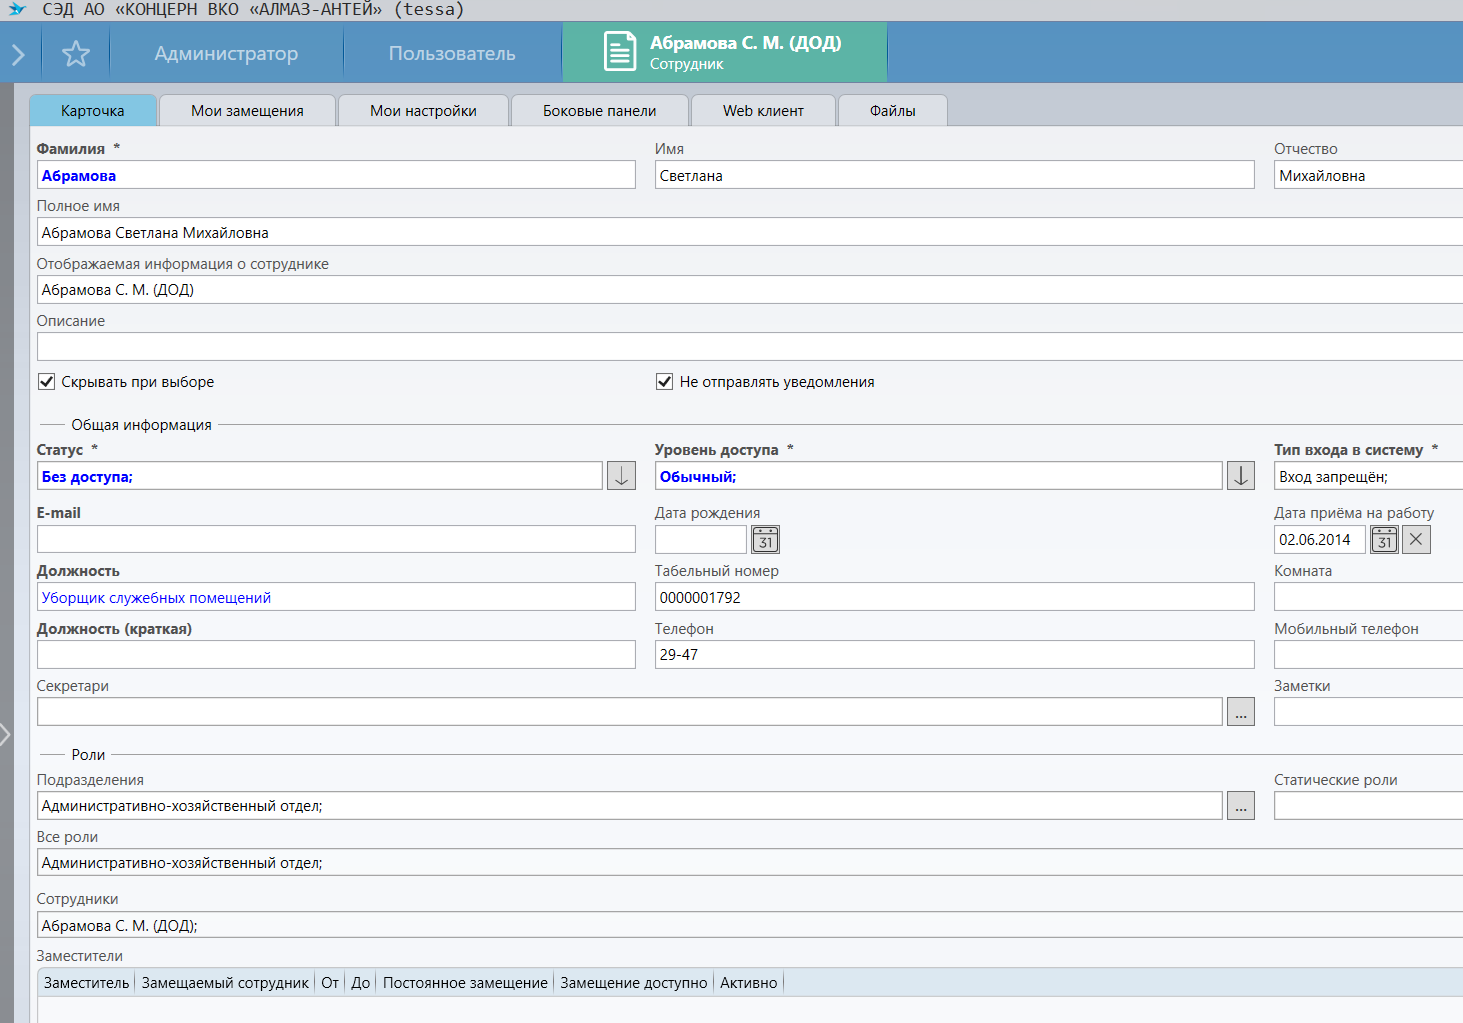 СЭД АО «КОНЦЕРН ВКО «АЛМАЗ-АНТЕЙ» (tessa)
Администратор
Пользователь
Абрамова С. М. (ДОД)
Сотрудник
Карточка
Мои замещения
Мои настройки
Боковые панели
Web клиент
Файлы
Фамилия *
Имя
Отчество
Абрамова
Светлана
Михайловна
Полное имя
Абрамова Светлана Михайловна
Отображаемая информация о сотруднике
Абрамова С. М. (ДОД)
Описание
Скрывать при выборе
Не отправлять уведомления
Общая информация
Статус *
Уровень доступа *
Тип входа в систему *
Без доступа;
Обычный;
Вход запрещён;
E-mail
Дата рождения
Дата приёма на работу
31
02.06.2014
31
Должность
Табельный номер
Комната
Уборщик служебных помещений
0000001792
Должность (краткая)
Телефон
Мобильный телефон
29-47
Секретари
Заметки
...
Роли
Подразделения
Статические роли
Административно-хозяйственный отдел;
...
Все роли
Административно-хозяйственный отдел;
Сотрудники
Абрамова С. М. (ДОД);
Заместители
Заместитель
Замещаемый сотрудник
От
До
Постоянное замещение
Замещение доступно
Активно